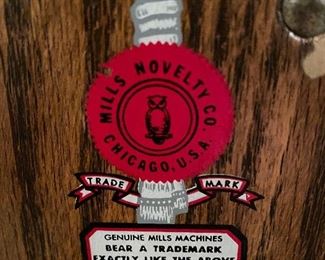 MILLS NOVELTY CO.
CHICAGO, U.S.A.
TRADE MARK
GENUINE MILLS MACHINES
BEAR A TRADEMARK
EXACTLY LIKE THE ABOVE